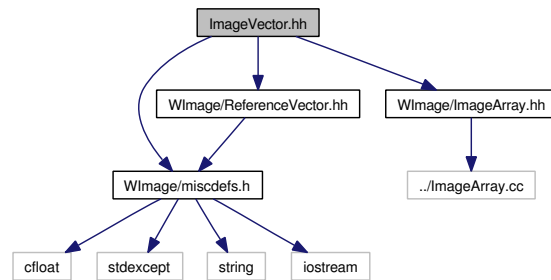 ImageVector.hh
WImage/ReferenceVector.hh
WImage/ImageArray.hh
WImage/miscdefs.h
../ImageArray.cc
cfloat
stdexcept
string
iostream